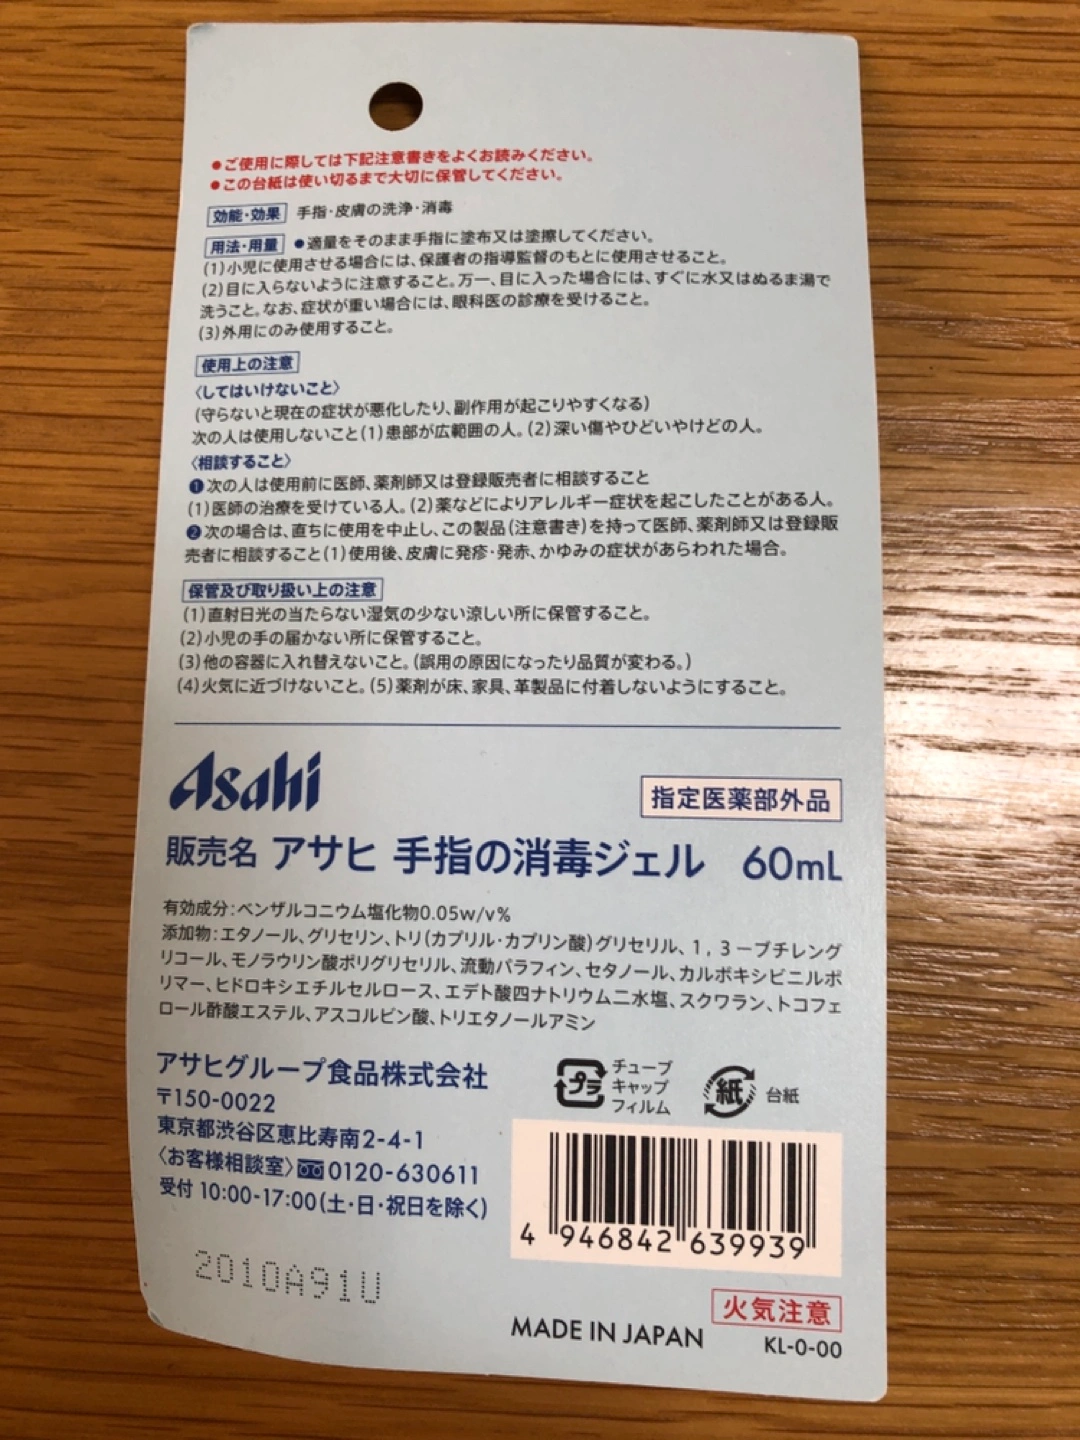 ●ご使用に際しては下記注意書きをよくお読みください。
●この台紙は使い切るまで大切に保管してください。
効能・効果 手指・皮膚の洗浄・消毒
用法・用量 ●適量をそのまま手指に塗布又は塗擦してください。
(1)小児に使用させる場合には、保護者の指導監督のもとに使用させること。
(2)目に入らないように注意すること。万一、目に入った場合には、すぐに水又はぬるま湯で
洗うこと。なお、症状が重い場合には、眼科医の診療を受けること。
(3)外用にのみ使用すること。
使用上の注意
〈してはいけないこと〉
(守らないと現在の症状が悪化したり、副作用が起こりやすくなる)
次の人は使用しないこと(1)患部が広範囲の人。(2)深い傷やひどいやけどの人。
〈相談すること〉
❶次の人は使用前に医師、薬剤師又は登録販売者に相談すること
(1)医師の治療を受けている人。(2)薬などによりアレルギー症状を起こしたことがある人。
❷次の場合は、直ちに使用を中止し、この製品(注意書き)を持って医師、薬剤師又は登録販
売者に相談すること(1)使用後、皮膚に発疹・発赤、かゆみの症状があらわれた場合。
保管及び取り扱い上の注意
(1)直射日光の当たらない湿気の少ない涼しい所に保管すること。
(2)小児の手の届かない所に保管すること。
(3)他の容器に入れ替えないこと。(誤用の原因になったり品質が変わる。)
(4)火気に近づけないこと。(5)薬剤が床、家具、革製品に付着しないようにすること。
Asahi
指定医薬部外品
販売名 アサヒ 手指の消毒ジェル 60mL
有効成分:ベンザルコニウム塩化物0.05w/v%
添加物:エタノール、グリセリン、トリ(カプリル・カプリン酸)グリセリル、1,3－ブチレング
リコール、モノラウリン酸ポリグリセリル、流動パラフィン、セタノール、カルボキシビニルポ
リマー、ヒドロキシエチルセルロース、エデト酸四ナトリウム二水塩、スクワラン、トコフェ
ロール酢酸エステル、アスコルビン酸、トリエタノールアミン
アサヒグループ食品株式会社
〒150-0022
東京都渋谷区恵比寿南2-4-1
〈お客様相談室〉0120-630611
受付 10:00-17:00(土・日・祝日を除く)
プラ
チューブ
キャップ
フィルム
紙 台紙
4 946842 639939
2010A91U
火気注意
MADE IN JAPAN
KL-0-00